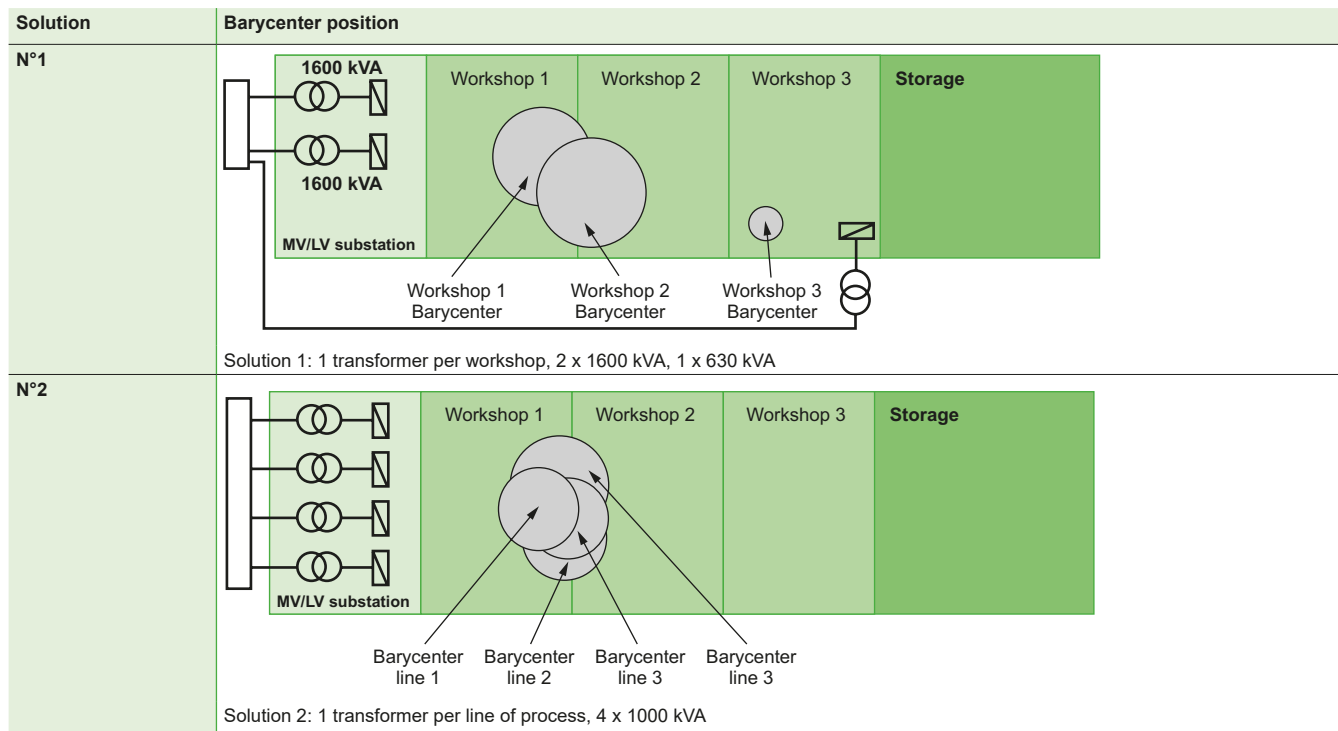 Solution
Barycenter position
N°1
1600 kVA
Workshop 1
Workshop 2
Workshop 3
Storage
1600 kVA
MV/LV substation
Workshop 1
Barycenter
Workshop 2
Barycenter
Workshop 3
Barycenter
Solution 1: 1 transformer per workshop, 2 x 1600 kVA, 1 x 630 kVA
N°2
Workshop 1
Workshop 2
Workshop 3
Storage
MV/LV substation
Barycenter
line 1
Barycenter
line 2
Barycenter
line 3
Barycenter
line 3
Solution 2: 1 transformer per line of process, 4 x 1000 kVA